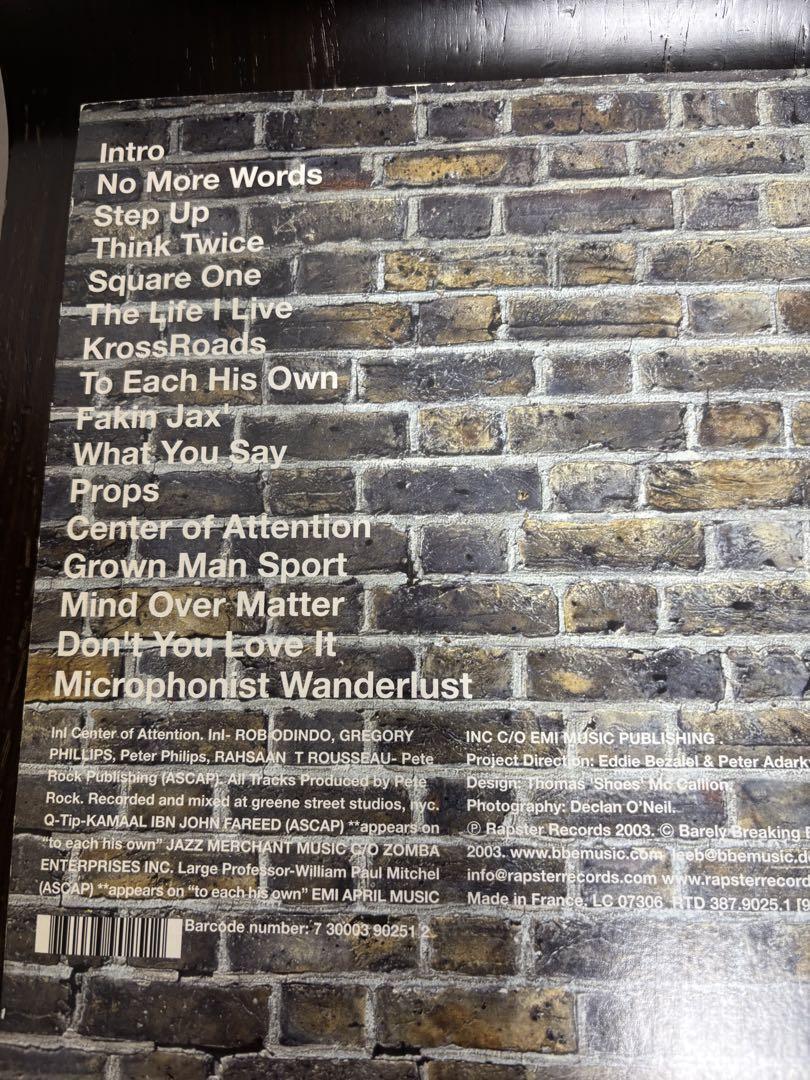 Intro
No More Words
Step Up
Think Twice
Square One
The Life I Live
KrossRoads
To Each His Own
Fakin Jax'
What You Say
Props
Center of Attention
Grown Man Sport
Mind Over Matter
Don't You Love It
Microphonist Wanderlust
InI Center of Attention. InI- ROB ODINDO, GREGORY
PHILLIPS, Peter Philips, RAHSAAN T ROUSSEAU- Pete
Rock Publishing (ASCAP). All Tracks Produced by Pete
Rock. Recorded and mixed at greene street studios, nyc.
Q-Tip-KAMAAL IBN JOHN FAREED (ASCAP) **appears on
"to each his own" JAZZ MERCHANT MUSIC C/O ZOMBA
ENTERPRISES INC. Large Professor-William Paul Mitchel
(ASCAP) **appears on "to each his own" EMI APRIL MUSIC
INC C/O EMI MUSIC PUBLISHING .
Project Direction: Eddie Bezalel & Peter Adark
Design: Thomas 'Shoes' Mc Callion.
Photography: Declan O'Neil.
℗ Rapster Records 2003. © Barely Breaking
2003. www.bbemusic.com leeb@bbemusic.d
info@rapsterrecords.com www.rapsterrecord
Made in France. LC 07306 RTD 387.9025.1 [9
Barcode number: 7 30003 90251 2